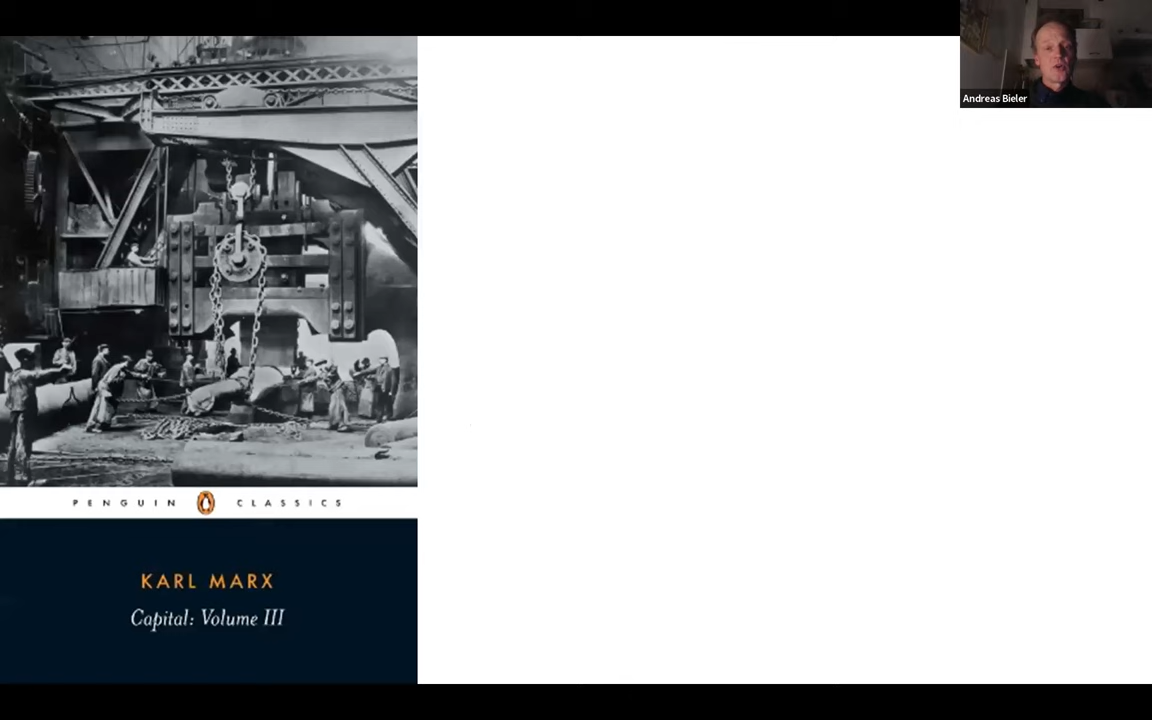 Andreas Bieler
PENGUIN CLASSICS
KARL MARX
Capital: Volume III